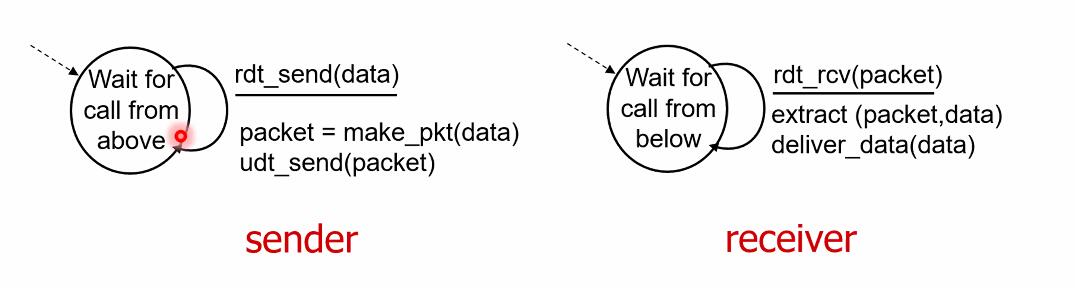 Wait for
call from
above
rdt_send(data)
packet = make_pkt(data)
udt_send(packet)
sender
Wait for
call from
below
rdt_rcv(packet)
extract (packet,data)
deliver_data(data)
receiver